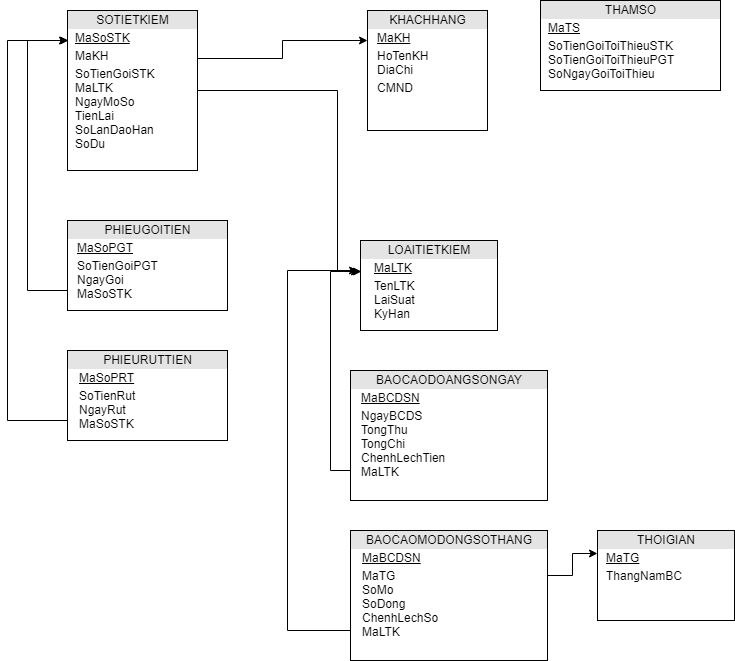 SOTIETKIEM
MaSoSTK
MaKH
SoTienGoiSTK
MaLTK
NgayMoSo
TienLai
SoLanDaoHan
SoDu
KHACHHANG
MaKH
HoTenKH
DiaChi
CMND
THAMSO
MaTS
SoTienGoiToiThieuSTK
SoTienGoiToiThieuPGT
SoNgayGoiToiThieu
PHIEUGOITIEN
MaSoPGT
SoTienGoiPGT
NgayGoi
MaSoSTK
LOAITIETKIEM
MaLTK
TenLTK
LaiSuat
KyHan
PHIEURUTTIEN
MaSoPRT
SoTienRut
NgayRut
MaSoSTK
BAOCAODOANGSONGAY
MaBCDSN
NgayBCDS
TongThu
TongChi
ChenhLechTien
MaLTK
BAOCAOMODONGSOTHANG
MaBCDSN
MaTG
SoMo
SoDong
ChenhLechSo
MaLTK
THOIGIAN
MaTG
ThangNamBC